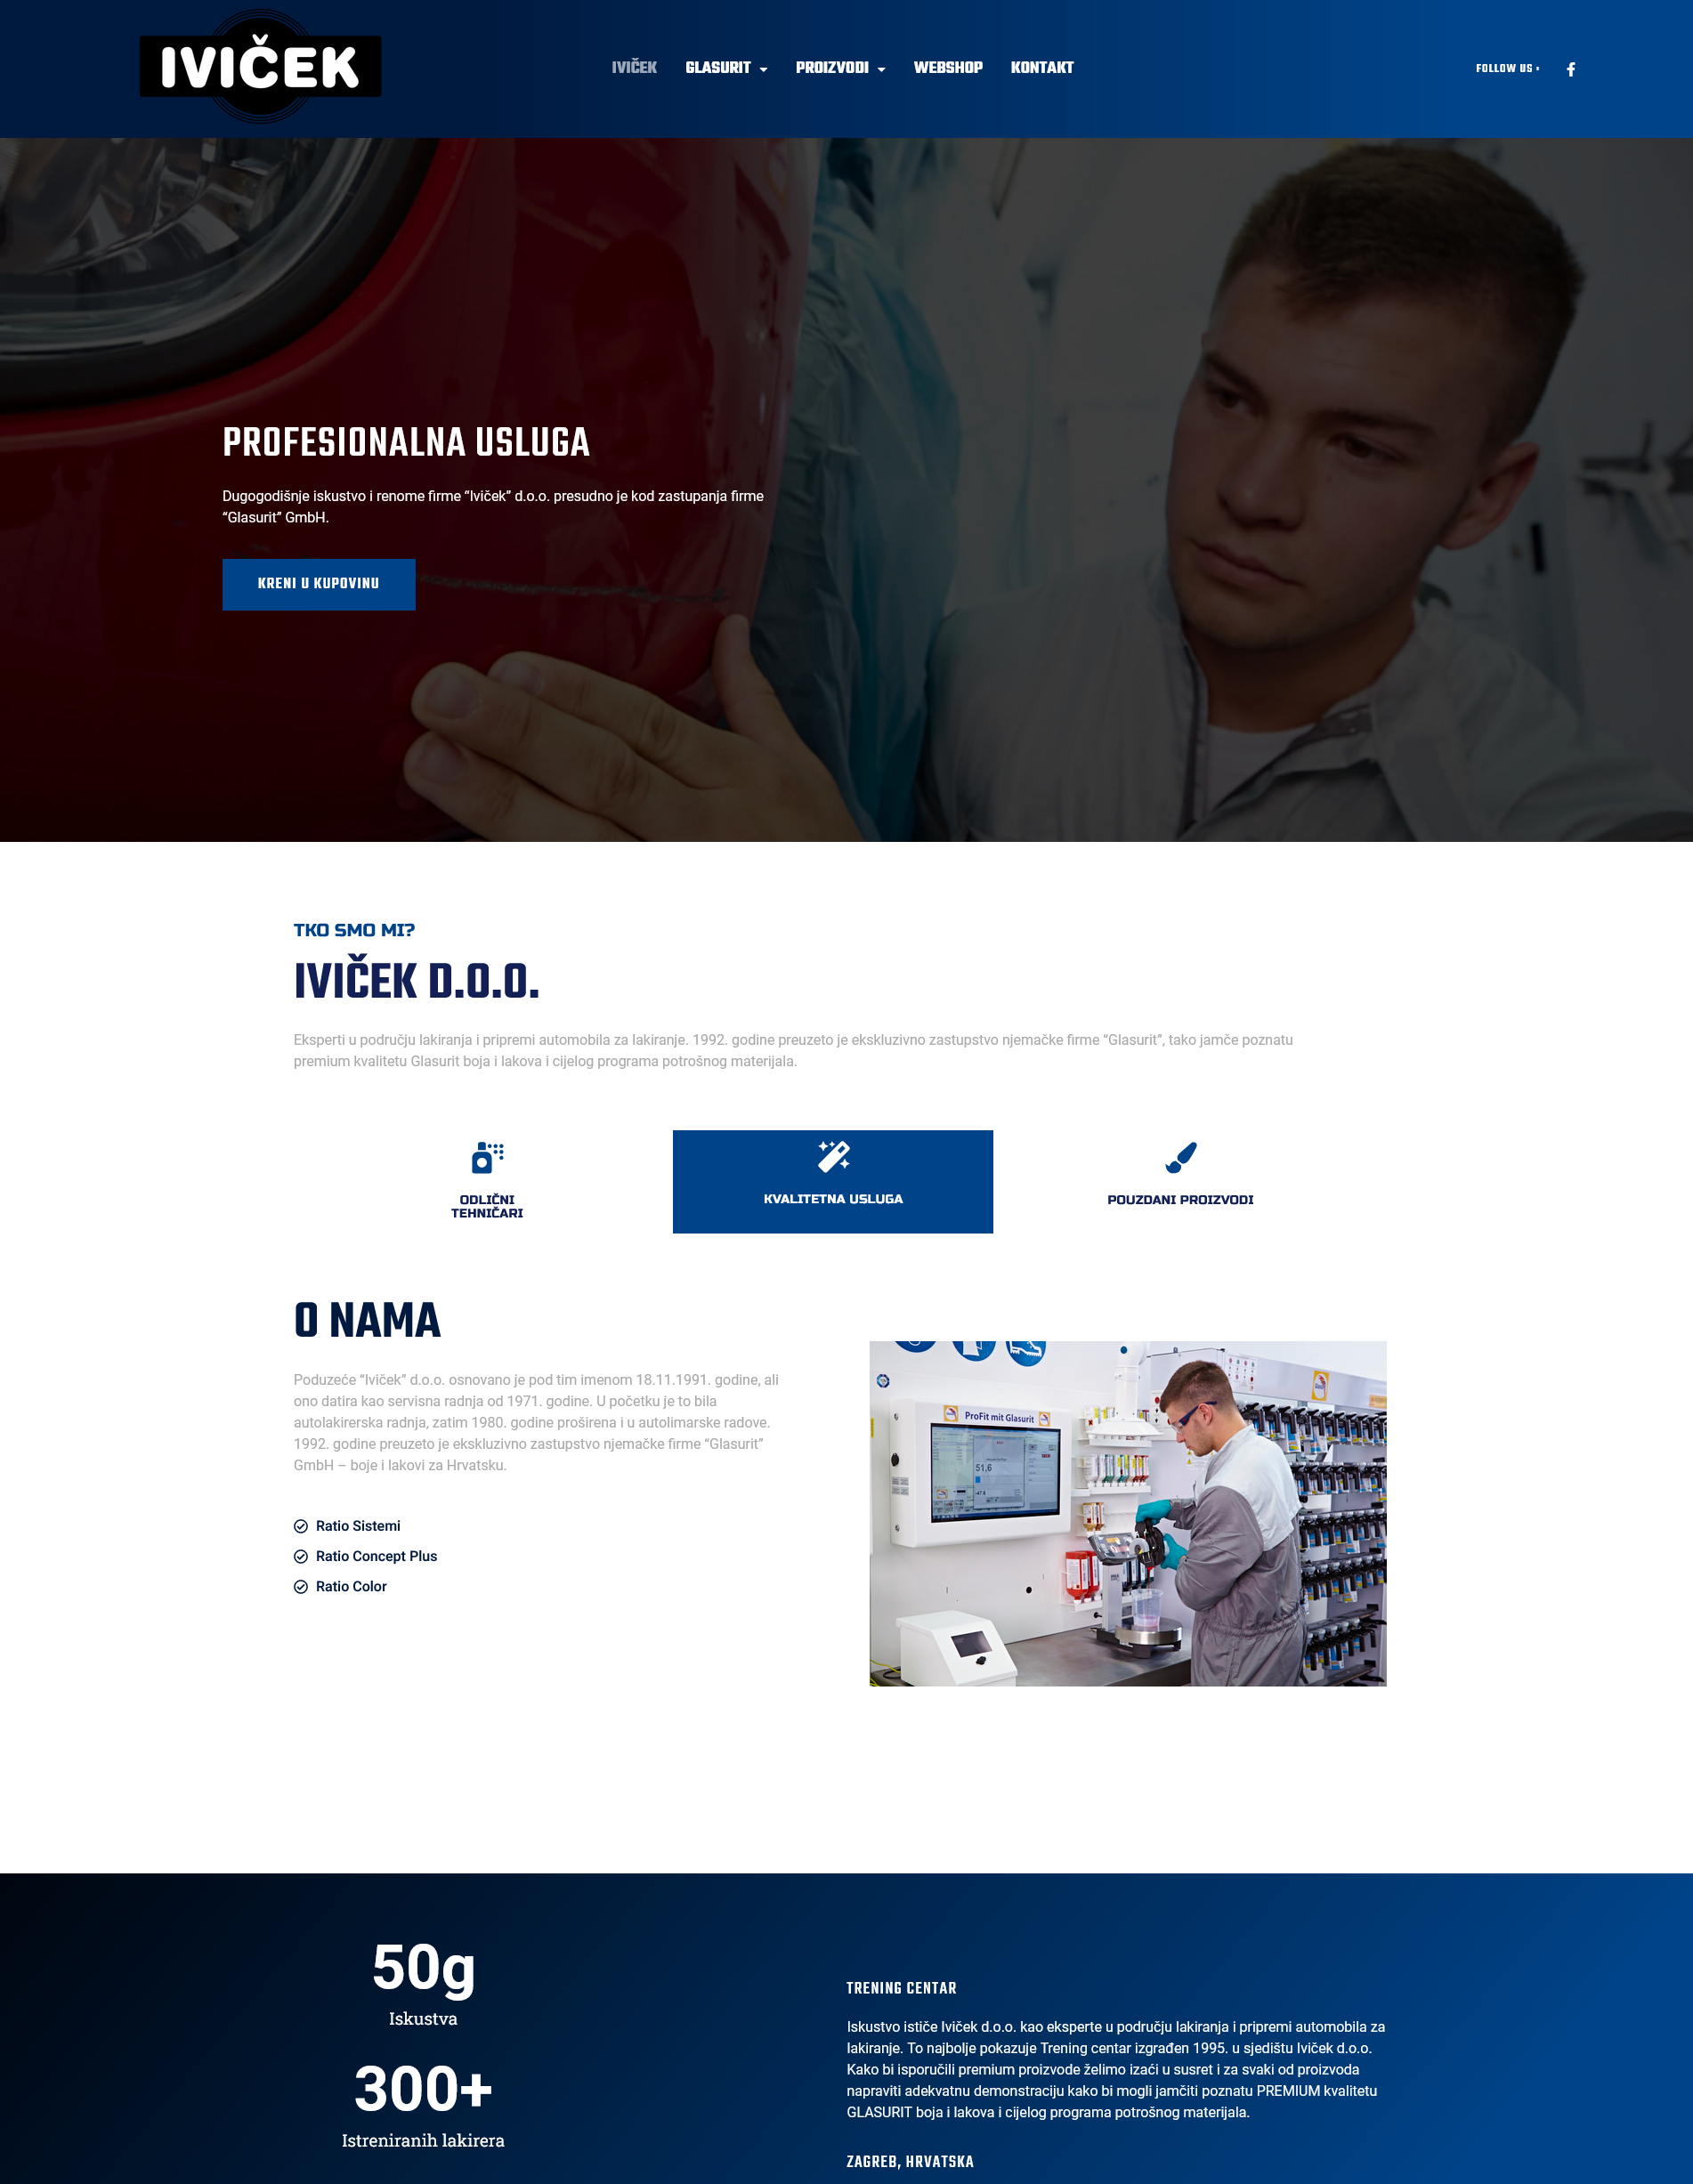 IVIČEK
IVIČEK GLASURIT PROIZVODI WEBSHOP KONTAKT
FOLLOW US •
PROFESIONALNA USLUGA
Dugogodišnje iskustvo i renome firme “Iviček” d.o.o. presudno je kod zastupanja firme
“Glasurit” GmbH.
KRENI U KUPOVINU
TKO SMO MI?
IVIČEK D.O.O.
Eksperti u području lakiranja i pripremi automobila za lakiranje. 1992. godine preuzeto je ekskluzivno zastupstvo njemačke firme “Glasurit”, tako jamče poznatu
premium kvalitetu Glasurit boja i lakova i cijelog programa potrošnog materijala.
ODLIČNI
TEHNIČARI
KVALITETNA USLUGA
POUZDANI PROIZVODI
O NAMA
Poduzeće “Iviček” d.o.o. osnovano je pod tim imenom 18.11.1991. godine, ali
ono datira kao servisna radnja od 1971. godine. U početku je to bila
autolakirerska radnja, zatim 1980. godine proširena i u autolimarske radove.
1992. godine preuzeto je ekskluzivno zastupstvo njemačke firme “Glasurit”
GmbH – boje i lakovi za Hrvatsku.
Ratio Sistemi
Ratio Concept Plus
Ratio Color
ProFit mit Glasurit
51,6
50g
Iskustva
300+
Istreniranih lakirera
TRENING CENTAR
Iskustvo ističe Iviček d.o.o. kao eksperte u području lakiranja i pripremi automobila za
lakiranje. To najbolje pokazuje Trening centar izgrađen 1995. u sjedištu Iviček d.o.o.
Kako bi isporučili premium proizvode želimo izaći u susret i za svaki od proizvoda
napraviti adekvatnu demonstraciju kako bi mogli jamčiti poznatu PREMIUM kvalitetu
GLASURIT boja i lakova i cijelog programa potrošnog materijala.
ZAGREB, HRVATSKA